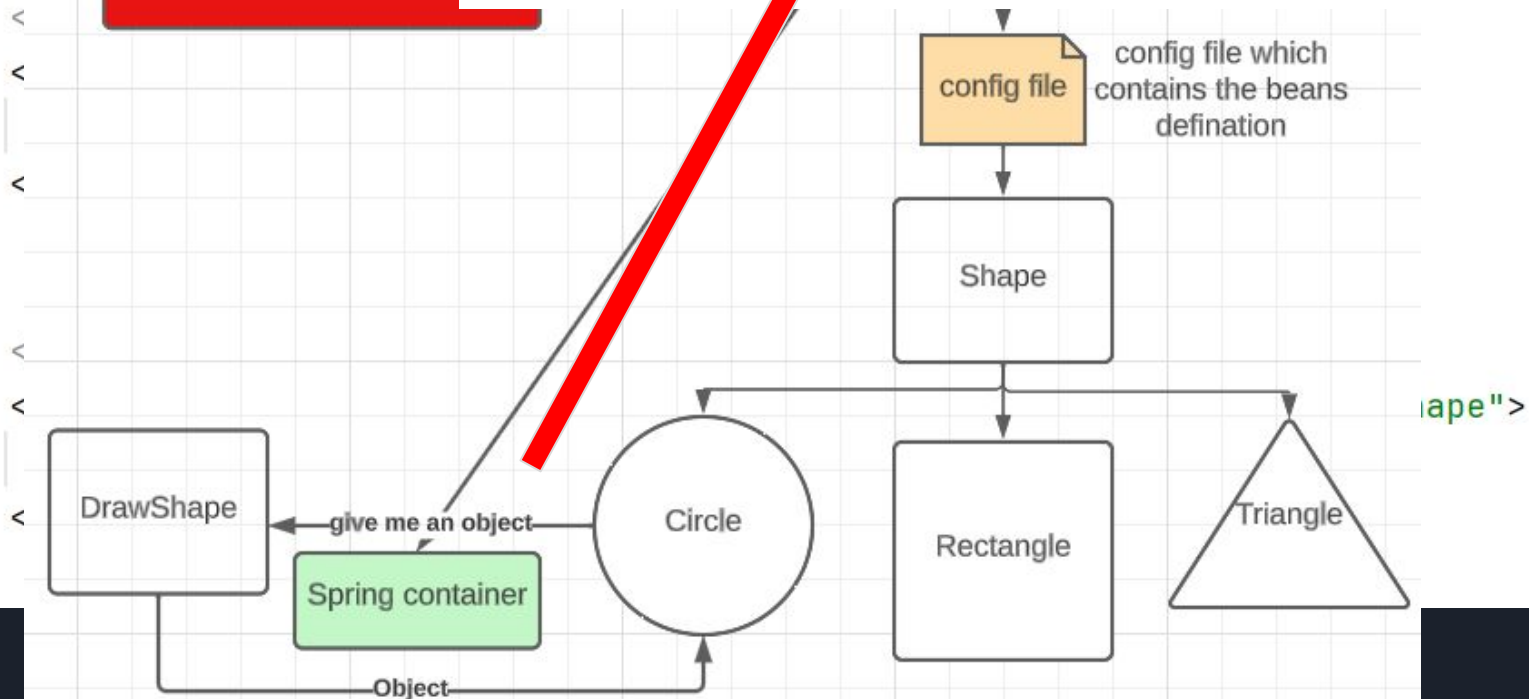 <
config file which
config file
contains the beans
<
defination
<
Shape
<
<
ape">
DrawShape
give me an object
Circle
Triangle
<
Rectangle
Spring container
Object